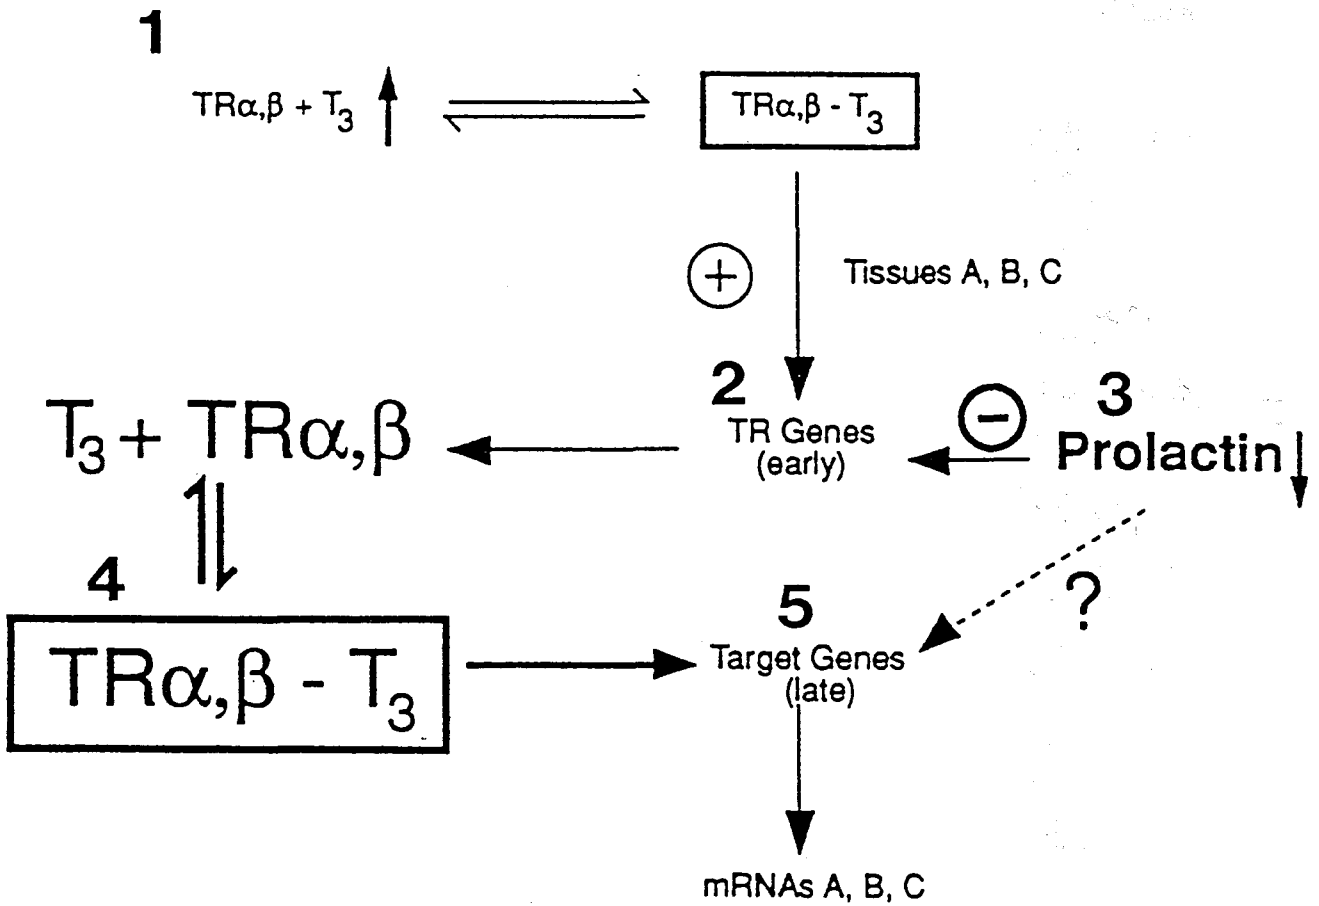 1
TRα,β + T3
TRα,β - T3
+
Tissues A, B, C
2
TR Genes
(early)
−
3
Prolactin
T3 + TRα,β
4
TRα,β - T3
5
Target Genes
(late)
?
mRNAs A, B, C